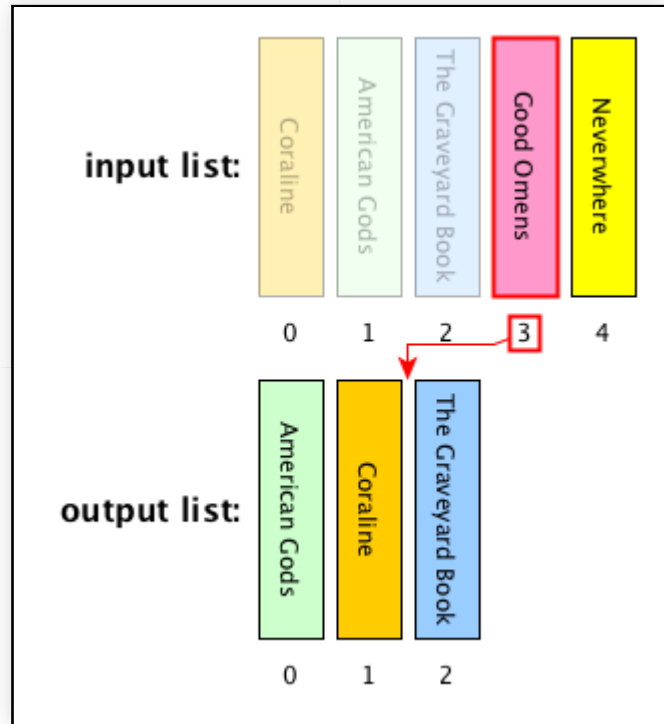 input list:
Coraline
American Gods
The Graveyard Book
Good Omens
Neverwhere
0 1 2 3 4
output list:
American Gods
Coraline
The Graveyard Book
0 1 2